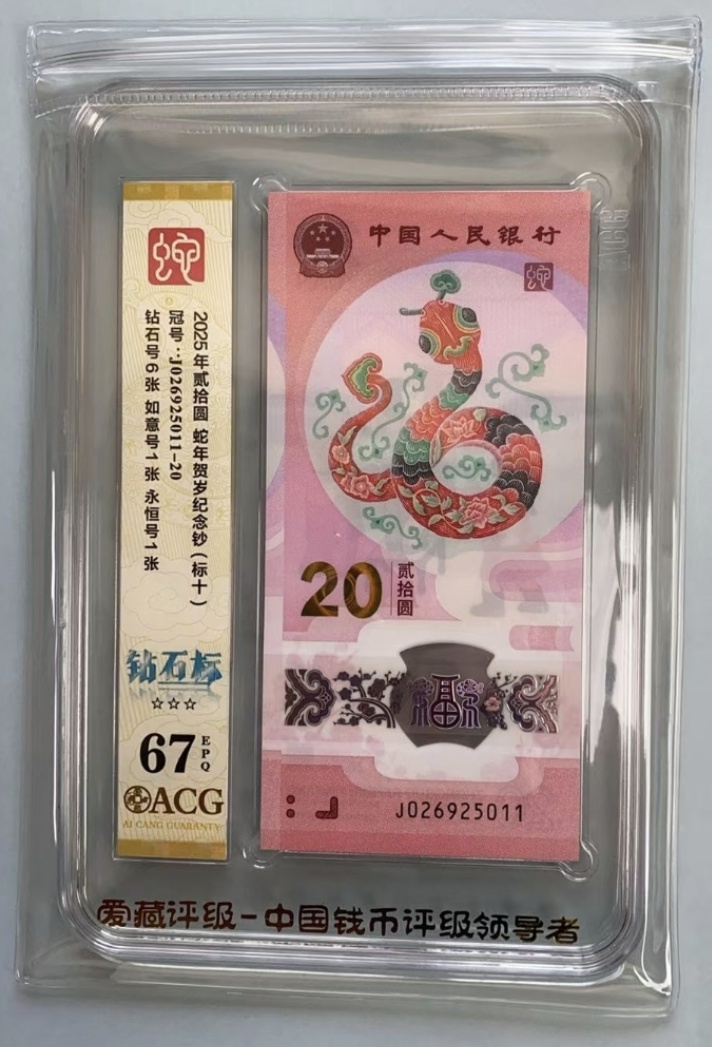 蛇
2025年贰拾圆 蛇年贺岁纪念钞(标十)
冠号:J026925011-20
钻石号6张 如意号1张 永恒号1张
钻石标
☆☆☆
67
EPQ
ACG
AI CANG GUARANTY
中国人民银行
蛇
20
贰拾圆
福
J026925011
爱藏评级-中国钱币评级领导者